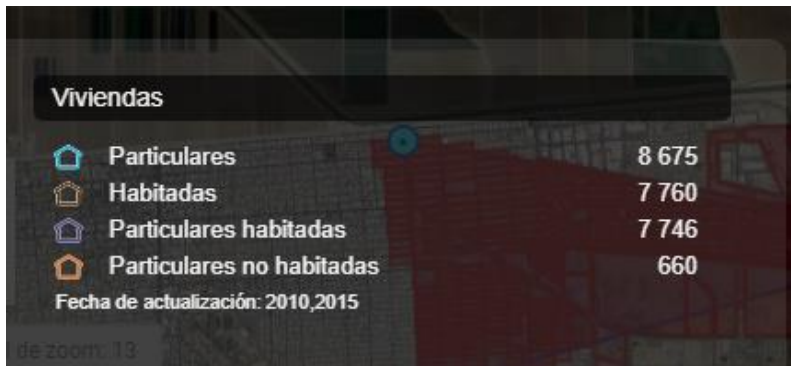 Viviendas
Particulares 8 675
Habitadas 7 760
Particulares habitadas 7 746
Particulares no habitadas 660
Fecha de actualización: 2010,2015
l de zoom: 13